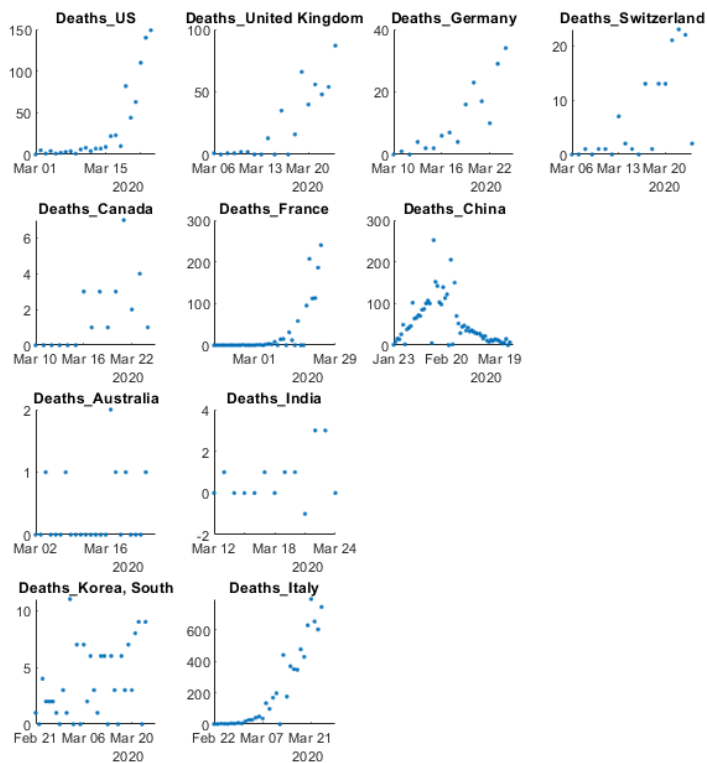 Deaths_US
150
100
50
0
Mar 01 Mar 15
2020
Deaths_United Kingdom
100
50
0
Mar 06 Mar 13 Mar 20
2020
Deaths_Germany
40
20
0
Mar 10 Mar 16 Mar 22
2020
Deaths_Switzerland
20
10
0
Mar 06 Mar 13 Mar 20
2020
Deaths_Canada
6
4
2
0
Mar 10 Mar 16 Mar 22
2020
Deaths_France
300
200
100
0
Mar 01 Mar 29
2020
Deaths_China
300
200
100
0
Jan 23 Feb 20 Mar 19
2020
Deaths_Australia
2
1
0
Mar 02 Mar 16
2020
Deaths_India
4
2
0
-2
Mar 12 Mar 18 Mar 24
2020
Deaths_Korea, South
10
5
0
Feb 21 Mar 06 Mar 20
2020
Deaths_Italy
600
400
200
0
Feb 22 Mar 07 Mar 21
2020